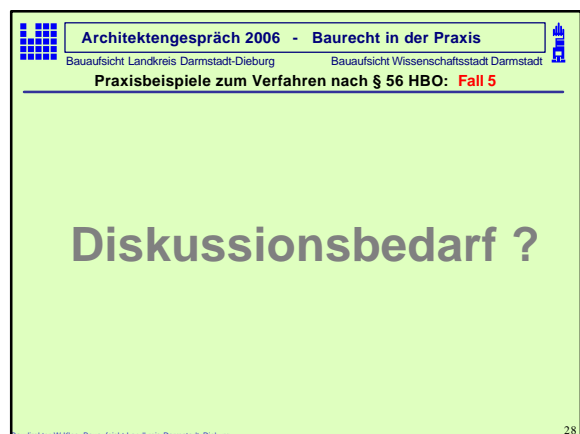 Architektengespräch 2006 - Baurecht in der Praxis
Bauaufsicht Landkreis Darmstadt-Dieburg Bauaufsicht Wissenschaftsstadt Darmstadt
Praxisbeispiele zum Verfahren nach § 56 HBO: Fall 5
Diskussionsbedarf ?
28